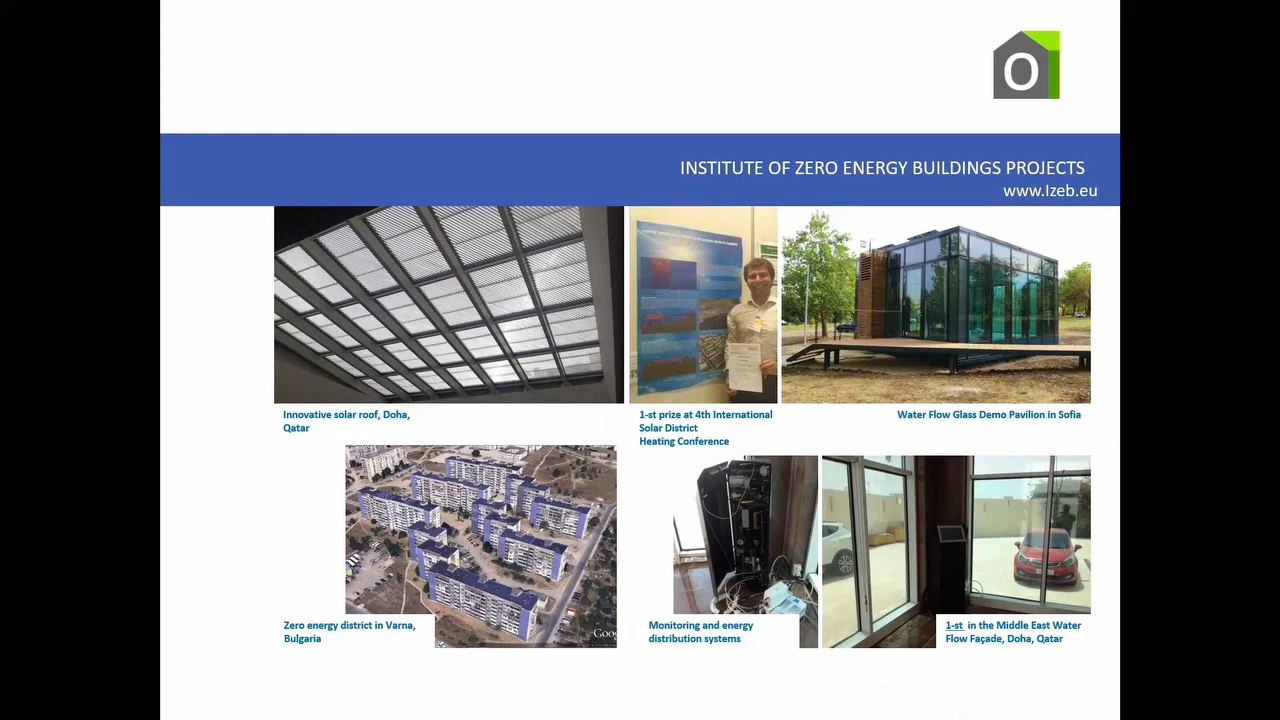 O
INSTITUTE OF ZERO ENERGY BUILDINGS PROJECTS
www.Izeb.eu
Innovative solar roof, Doha,
Qatar
1-st prize at 4th International
Solar District
Heating Conference
Water Flow Glass Demo Pavilion in Sofia
Zero energy district in Varna,
Bulgaria
Goo
Monitoring and energy
distribution systems
1-st in the Middle East Water
Flow Façade, Doha, Qatar